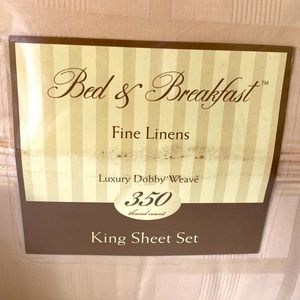 Bed & Breakfast™
Fine Linens
Luxury Dobby Weave
350
thread count
King Sheet Set